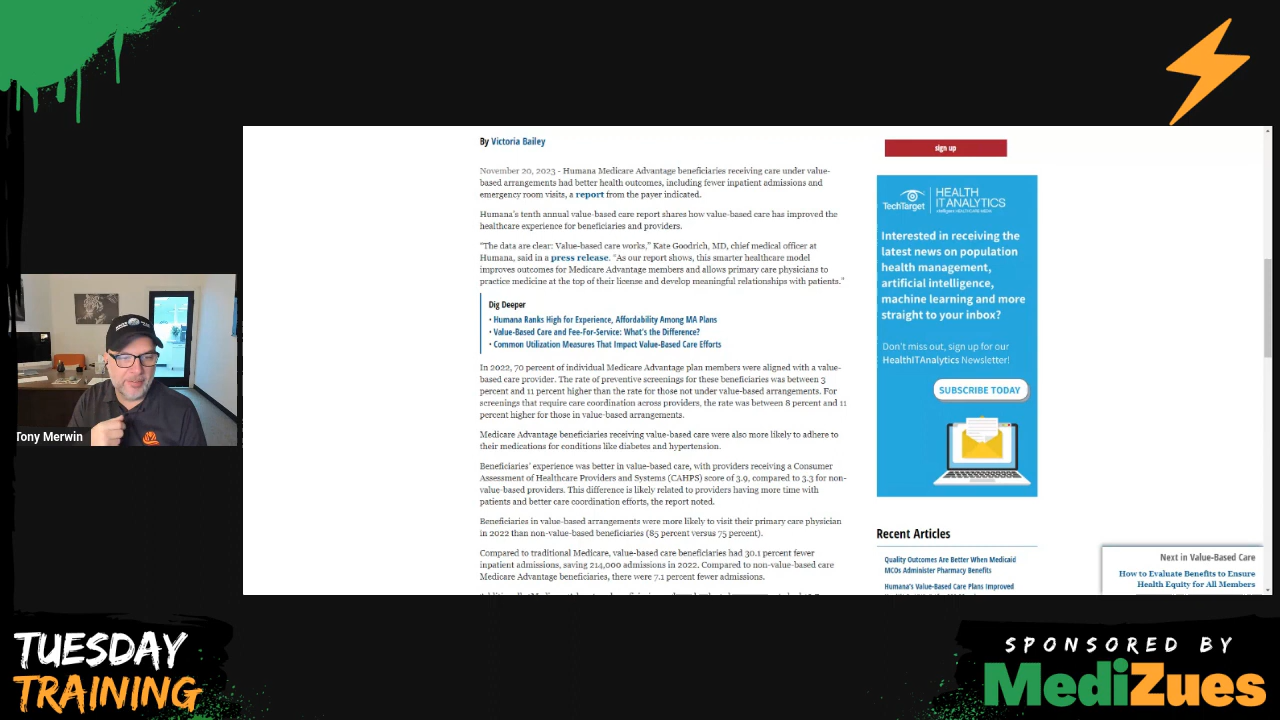 By Victoria Bailey
November 20, 2023 - Humana Medicare Advantage beneficiaries receiving care under value-
based arrangements had better health outcomes, including fewer inpatient admissions and
emergency room visits, a report from the payer indicated.
Humana's tenth annual value-based care report shares how value-based care has improved the
healthcare experience for beneficiaries and providers.
"The data are clear: Value-based care works," Kate Goodrich, MD, chief medical officer at
Humana, said in a press release. "As our report shows, this smarter healthcare model
improves outcomes for Medicare Advantage members and allows primary care physicians to
practice medicine at the top of their license and develop meaningful relationships with patients."
Dig Deeper
• Humana Ranks High for Experience, Affordability Among MA Plans
• Value-Based Care and Fee-For-Service: What's the Difference?
• Common Utilization Measures That Impact Value-Based Care Efforts
In 2022, 70 percent of individual Medicare Advantage plan members were aligned with a value-
based care provider. The rate of preventive screenings for these beneficiaries was between 3
percent and 11 percent higher than the rate for those not under value-based arrangements. For
screenings that require care coordination across providers, the rate was between 8 percent and 11
percent higher for those in value-based arrangements.
Medicare Advantage beneficiaries receiving value-based care were also more likely to adhere to
their medications for conditions like diabetes and hypertension.
Beneficiaries' experience was better in value-based care, with providers receiving a Consumer
Assessment of Healthcare Providers and Systems (CAHPS) score of 3.9, compared to 3.3 for non-
value-based providers. This difference is likely related to providers having more time with
patients and better care coordination efforts, the report noted.
Beneficiaries in value-based arrangements were more likely to visit their primary care physician
in 2022 than non-value-based beneficiaries (85 percent versus 75 percent).
Compared to traditional Medicare, value-based care beneficiaries had 30.1 percent fewer
inpatient admissions, saving 214,000 admissions in 2022. Compared to non-value-based care
Medicare Advantage beneficiaries, there were 7.1 percent fewer admissions.
sign up
TechTarget
HEALTH
IT ANALYTICS
Interested in receiving the
latest news on population
health management,
artificial intelligence,
machine learning and more
straight to your inbox?
Don't miss out, sign up for our
HealthITAnalytics Newsletter!
SUBSCRIBE TODAY
Recent Articles
Quality Outcomes Are Better When Medicaid
MCOs Administer Pharmacy Benefits
Humana's Value-Based Care Plans Improved
Next in Value-Based Care
How to Evaluate Benefits to Ensure
Health Equity for All Members
Tony Merwin
TUESDAY
TRAINING
SPONSORED BY
MediZues